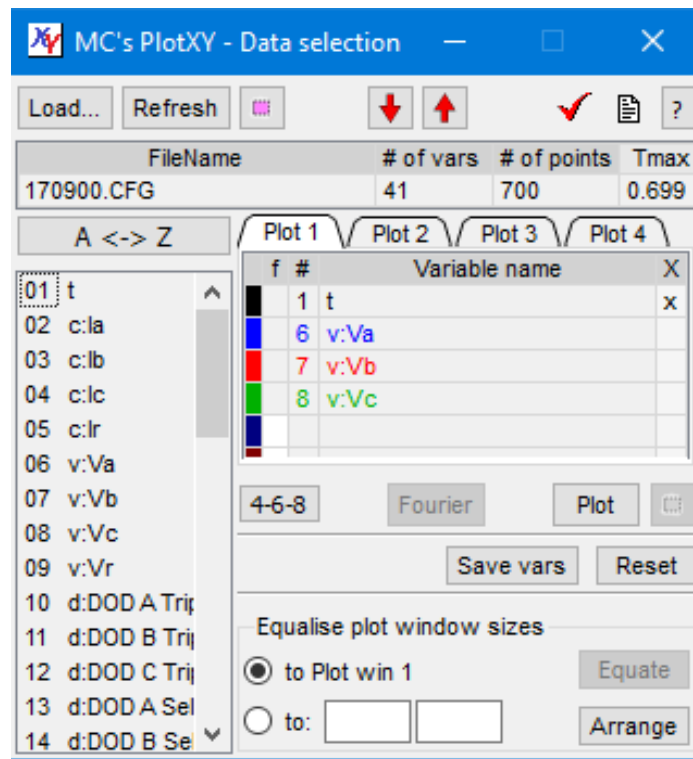 MC's PlotXY - Data selection
Load... Refresh ?
FileName # of vars # of points Tmax
170900.CFG 41 700 0.699
A <-> Z
Plot 1 Plot 2 Plot 3 Plot 4
f # Variable name X
1 t x
6 v:Va
7 v:Vb
8 v:Vc
01 t
02 c:Ia
03 c:Ib
04 c:Ic
05 c:Ir
06 v:Va
07 v:Vb
08 v:Vc
09 v:Vr
10 d:DOD A Trip
11 d:DOD B Trip
12 d:DOD C Trip
13 d:DOD A Sel
14 d:DOD B Sel
4-6-8 Fourier Plot
Save vars Reset
Equalise plot window sizes
to Plot win 1 Equate
to: Arrange